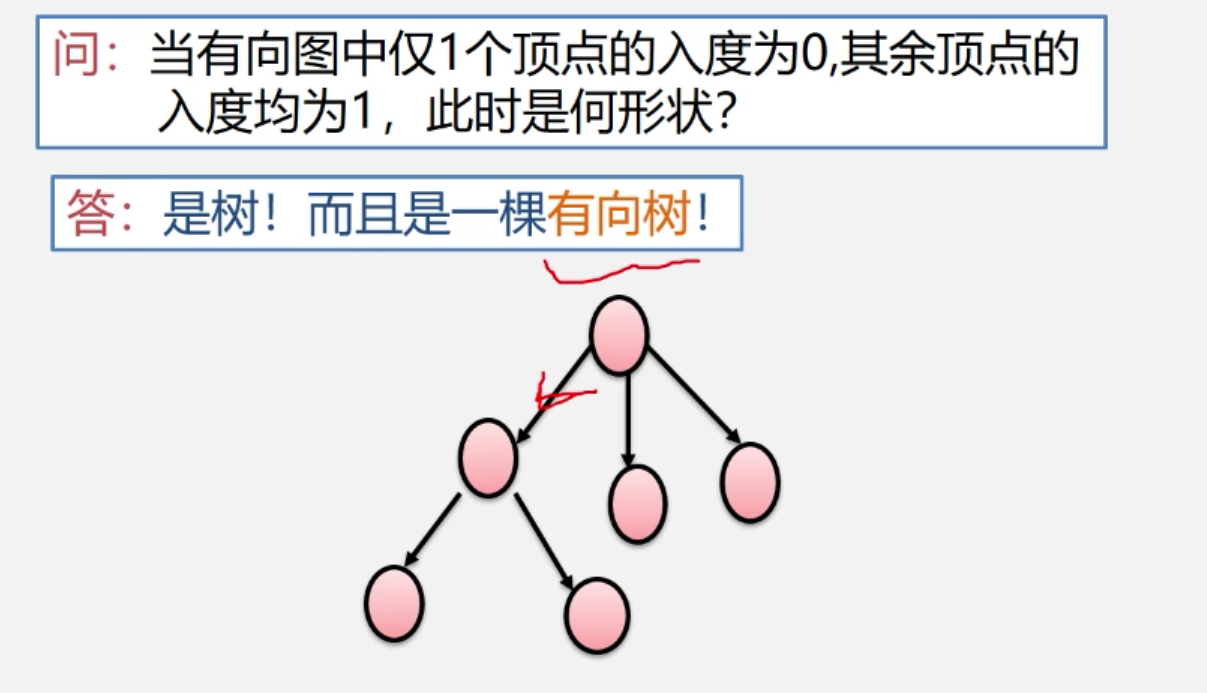 问：当有向图中仅1个顶点的入度为0,其余顶点的
入度均为1，此时是何形状？
答：是树！而且是一棵有向树！